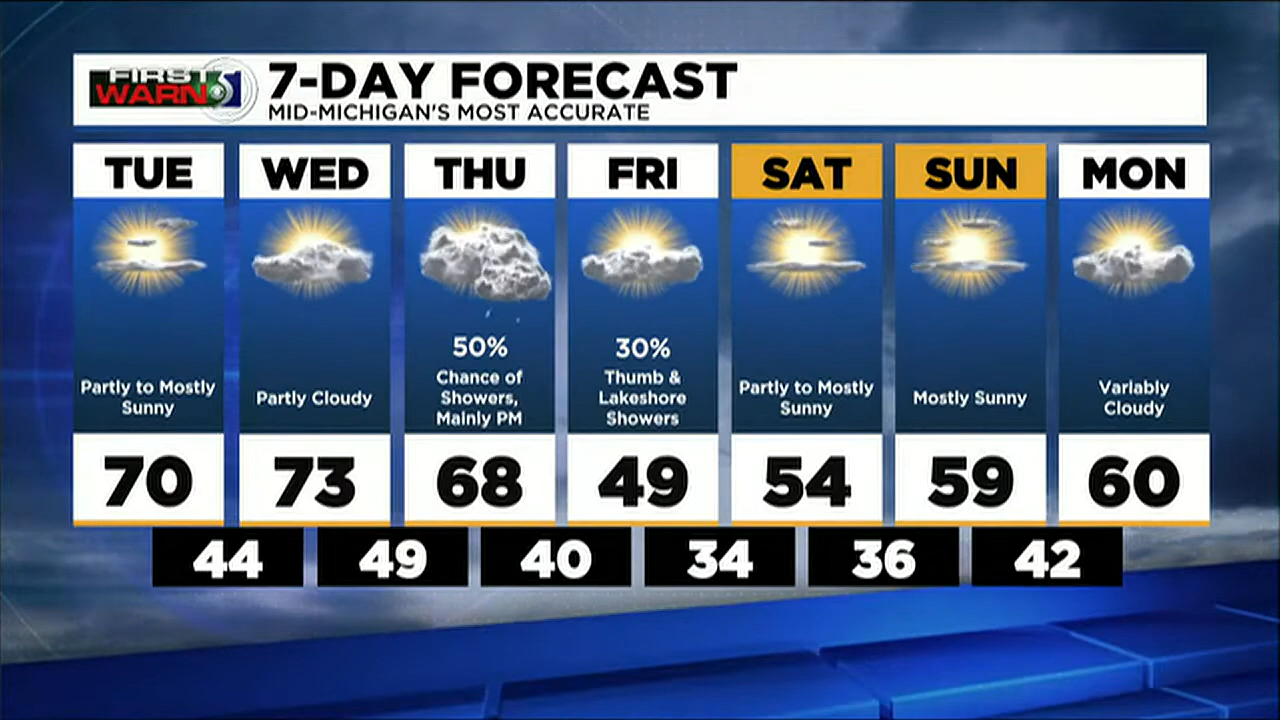 FIRST
WARN 5
7-DAY FORECAST
MID-MICHIGAN'S MOST ACCURATE
TUE
Partly to Mostly
Sunny
70
WED
Partly Cloudy
73
THU
50%
Chance of
Showers,
Mainly PM
68
FRI
30%
Thumb &
Lakeshore
Showers
49
SAT
Partly to Mostly
Sunny
54
SUN
Mostly Sunny
59
MON
Variably
Cloudy
60
44
49
40
34
36
42